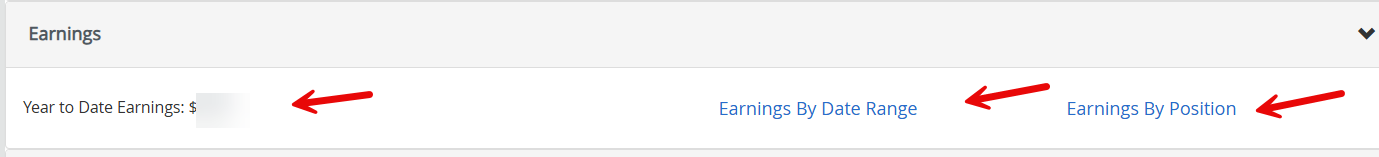 Earnings
Year to Date Earnings: $
Earnings By Date Range
Earnings By Position